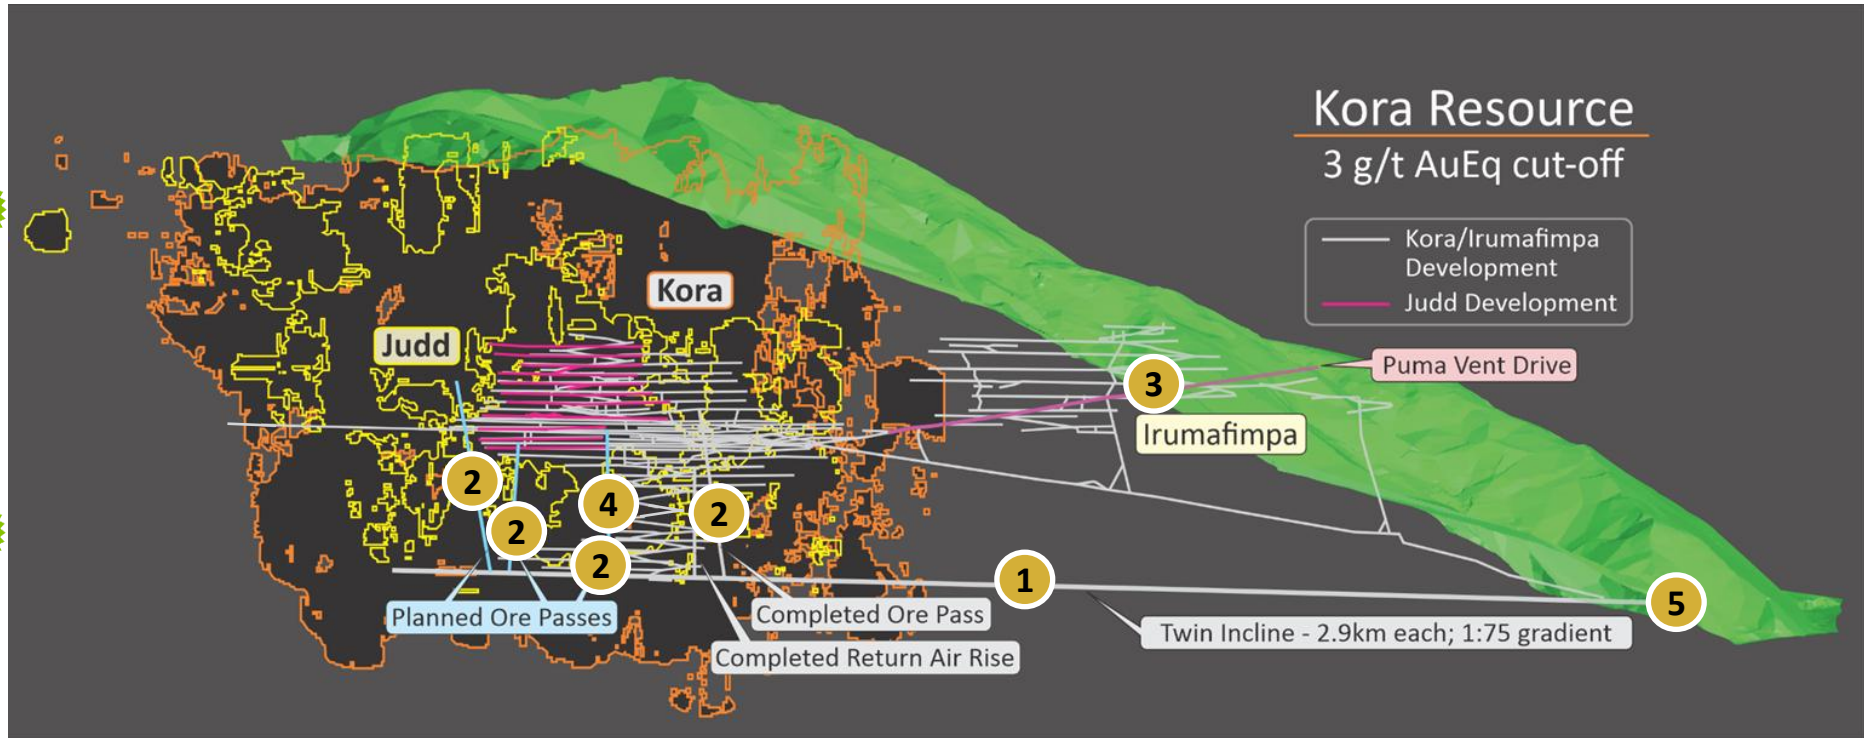 Kora Resource
3 g/t AuEq cut-off
Kora/Irumafimpa
Development
Judd Development
Kora
Judd
Puma Vent Drive
3
Irumafimpa
2
4
2
2
2
1
5
Planned Ore Passes
Completed Ore Pass
Twin Incline - 2.9km each; 1:75 gradient
Completed Return Air Rise